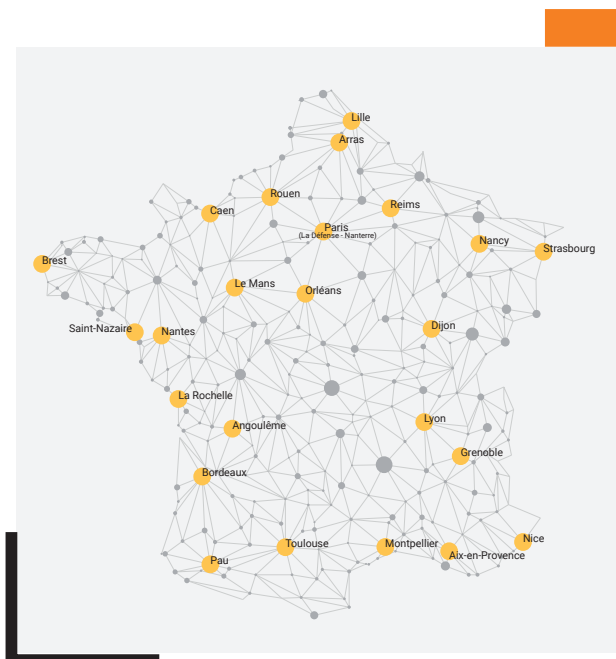 Lille
Arras
Rouen
Reims
Caen
Paris
(La Défense - Nanterre)
Nancy
Strasbourg
Brest
Le Mans
Orléans
Saint-Nazaire
Nantes
Dijon
La Rochelle
Angoulême
Lyon
Grenoble
Bordeaux
Nice
Toulouse
Montpellier
Aix-en-Provence
Pau